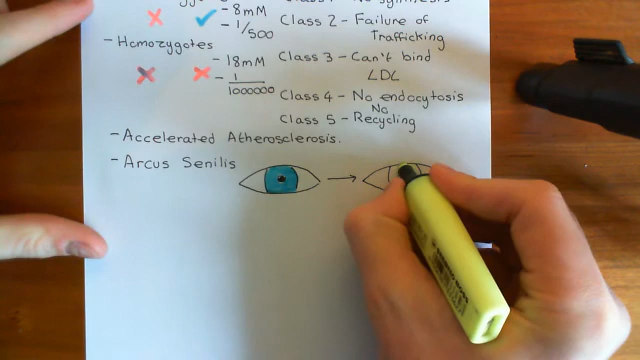 - 8mM
- 1/500
Class 2 - Failure of
trafficking
- Homozygotes
- 18mM
- 1
1000000
Class 3 - Can't bind
LDL
Class 4 - No endocytosis
No
Class 5 - Recycling
- Accelerated Atherosclerosis.
- Arcus Senilis